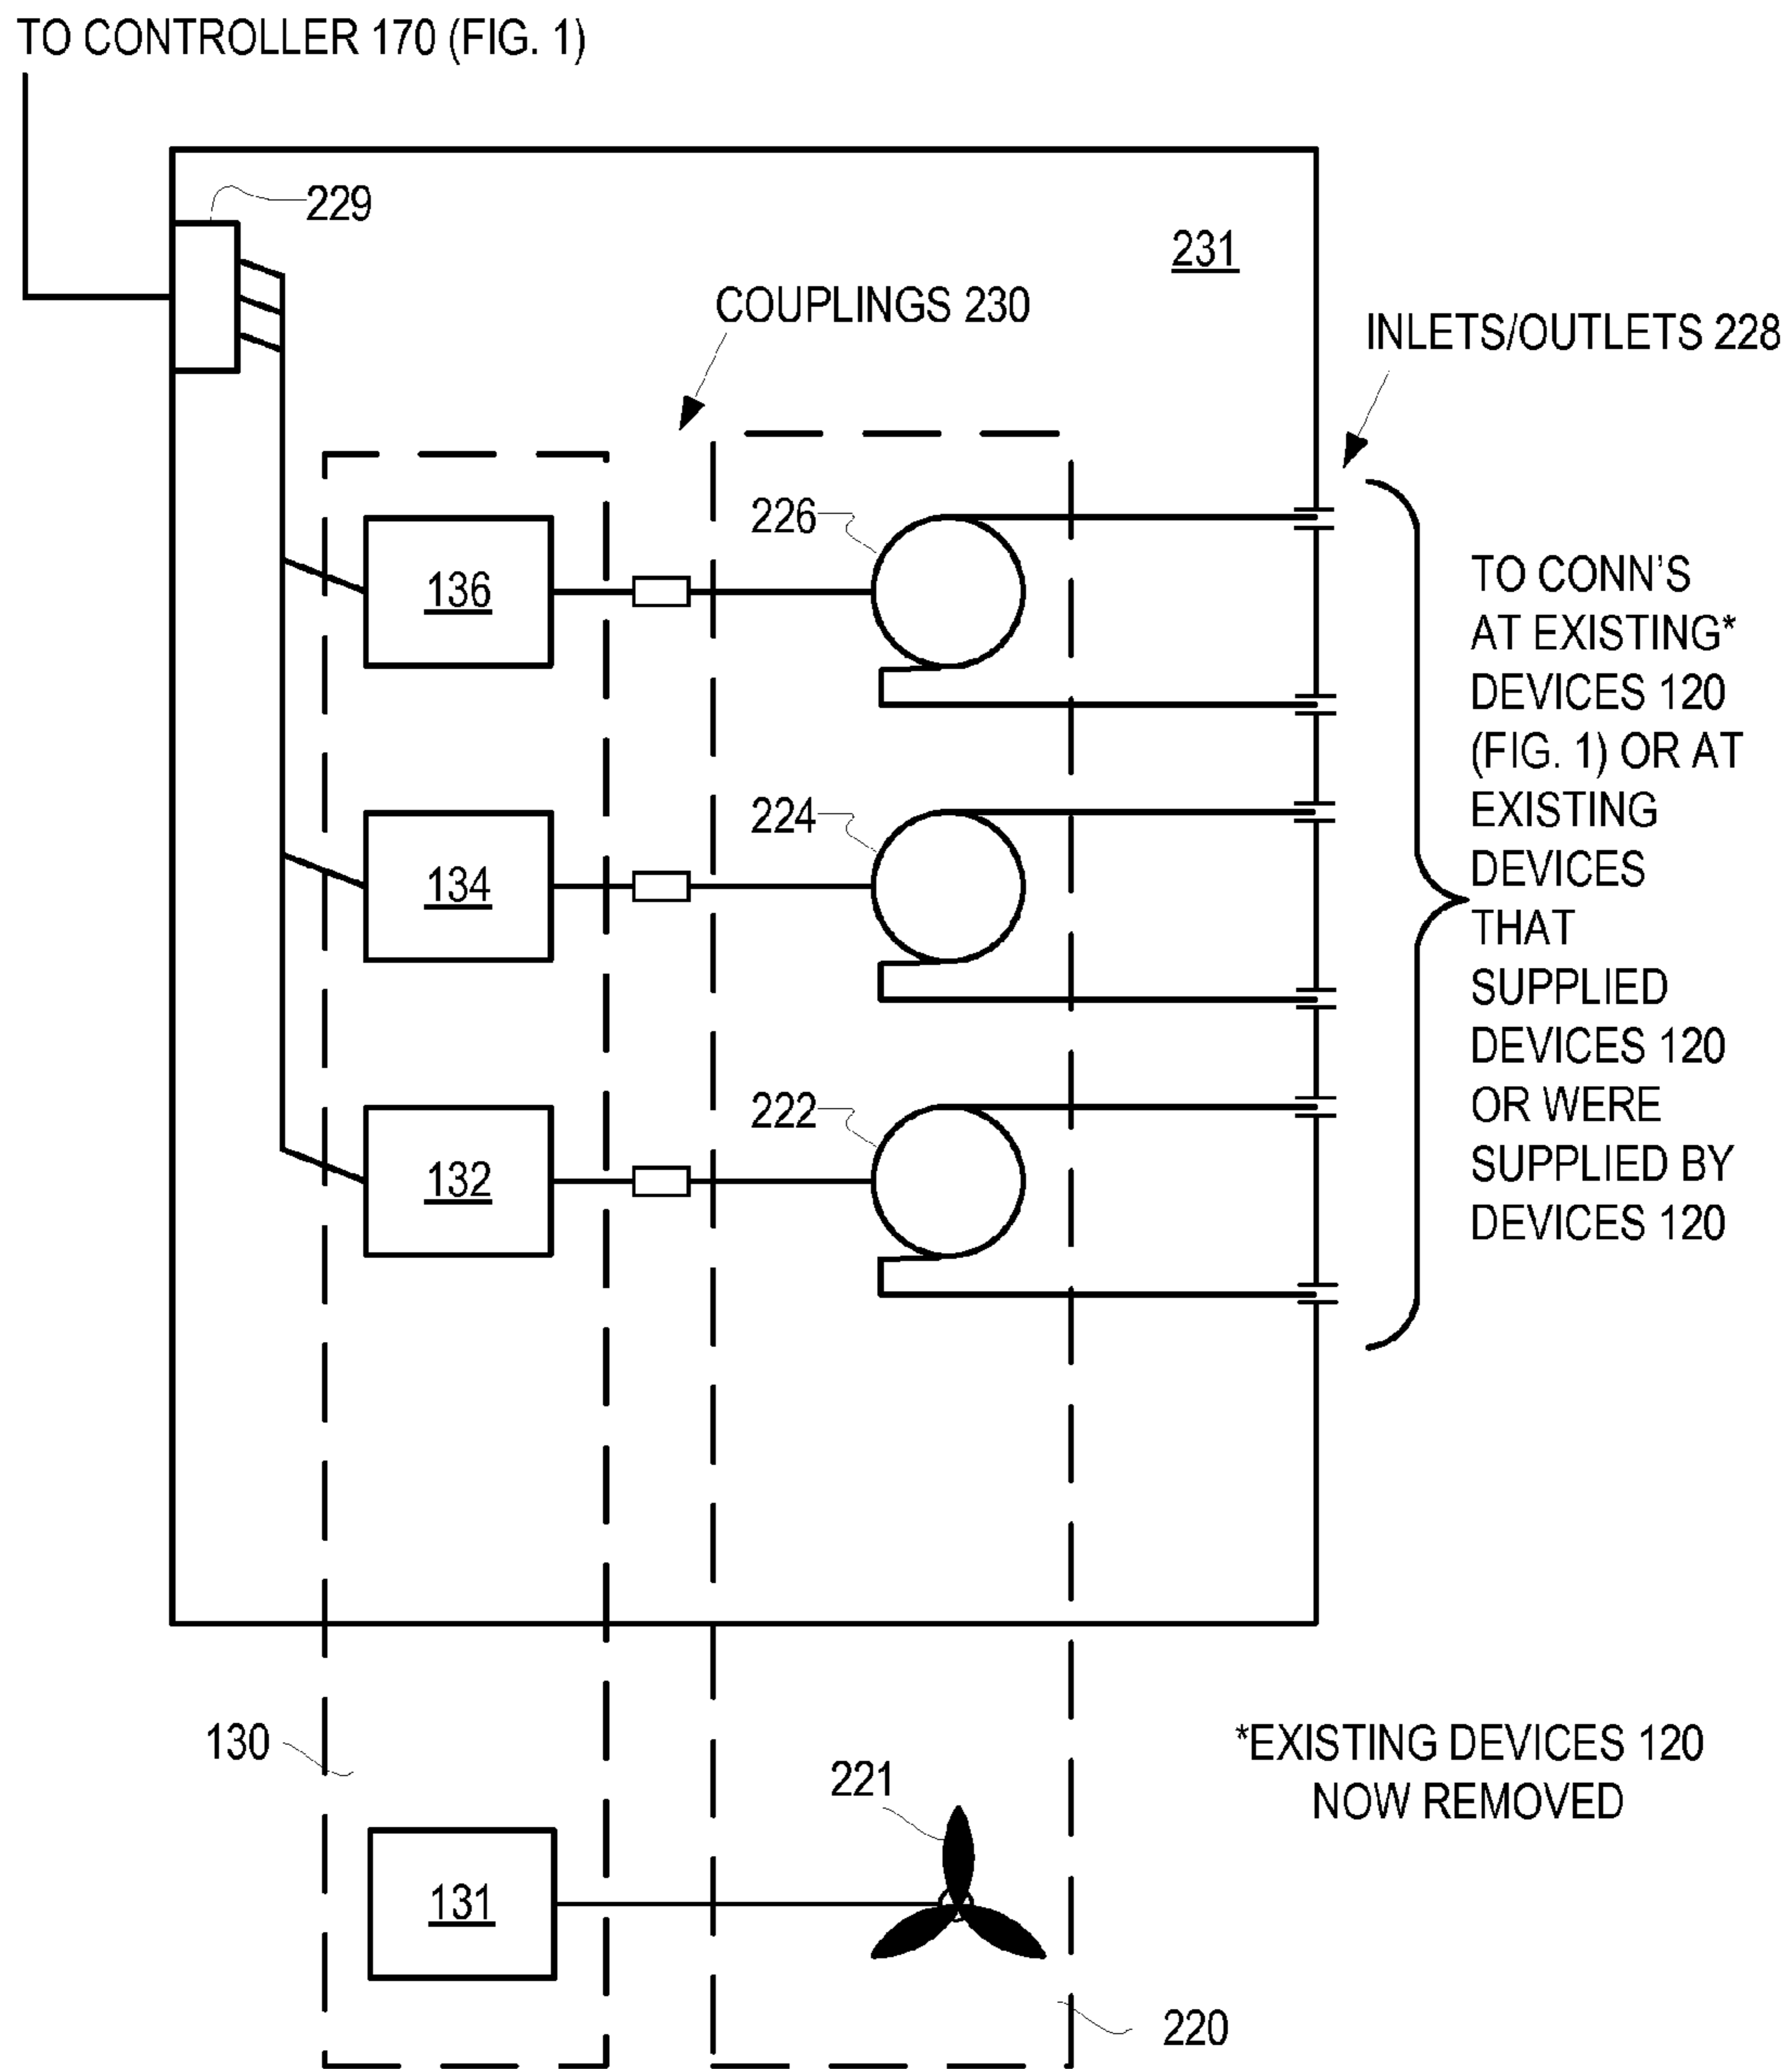 TO CONTROLLER 170 (FIG. 1)
229
231
COUPLINGS 230
INLETS/OUTLETS 228
226
136
TO CONN'S
AT EXISTING*
DEVICES 120
(FIG. 1) OR AT
EXISTING
DEVICES
THAT
SUPPLIED
DEVICES 120
OR WERE
SUPPLIED BY
DEVICES 120
224
134
222
132
130
*EXISTING DEVICES 120
NOW REMOVED
221
131
220